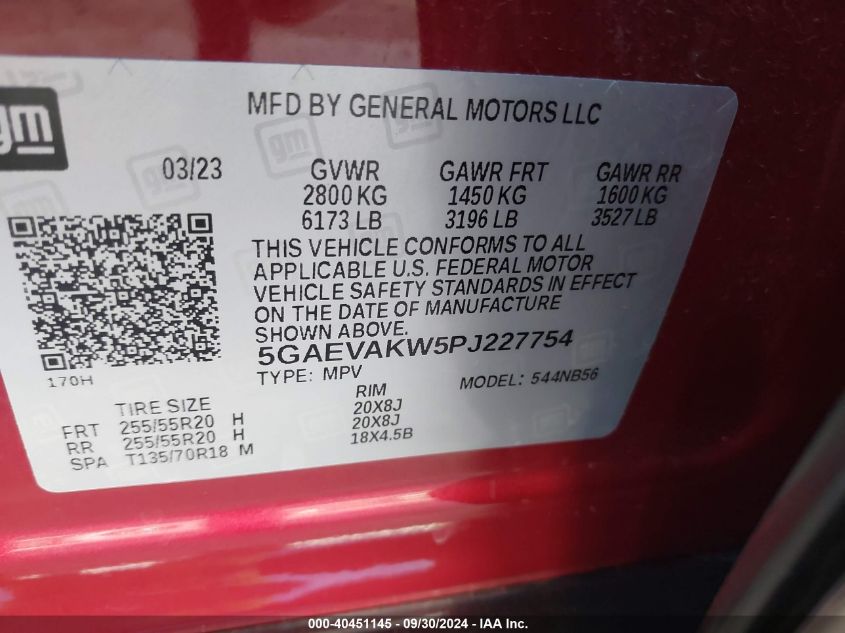 gm
MFD BY GENERAL MOTORS LLC
03/23 GVWR GAWR FRT GAWR RR
2800 KG 1450 KG 1600 KG
6173 LB 3196 LB 3527 LB
THIS VEHICLE CONFORMS TO ALL
APPLICABLE U.S. FEDERAL MOTOR
VEHICLE SAFETY STANDARDS IN EFFECT
ON THE DATE OF MANUFACTURE
SHOWN ABOVE.
5GAEVAKW5PJ227754
170H
TYPE: MPV MODEL: 544NB56
TIRE SIZE RIM
FRT 255/55R20 H 20X8J
RR 255/55R20 H 20X8J
SPA T135/70R18 M 18X4.5B
000-40451145 - 09/30/2024 - IAA Inc.